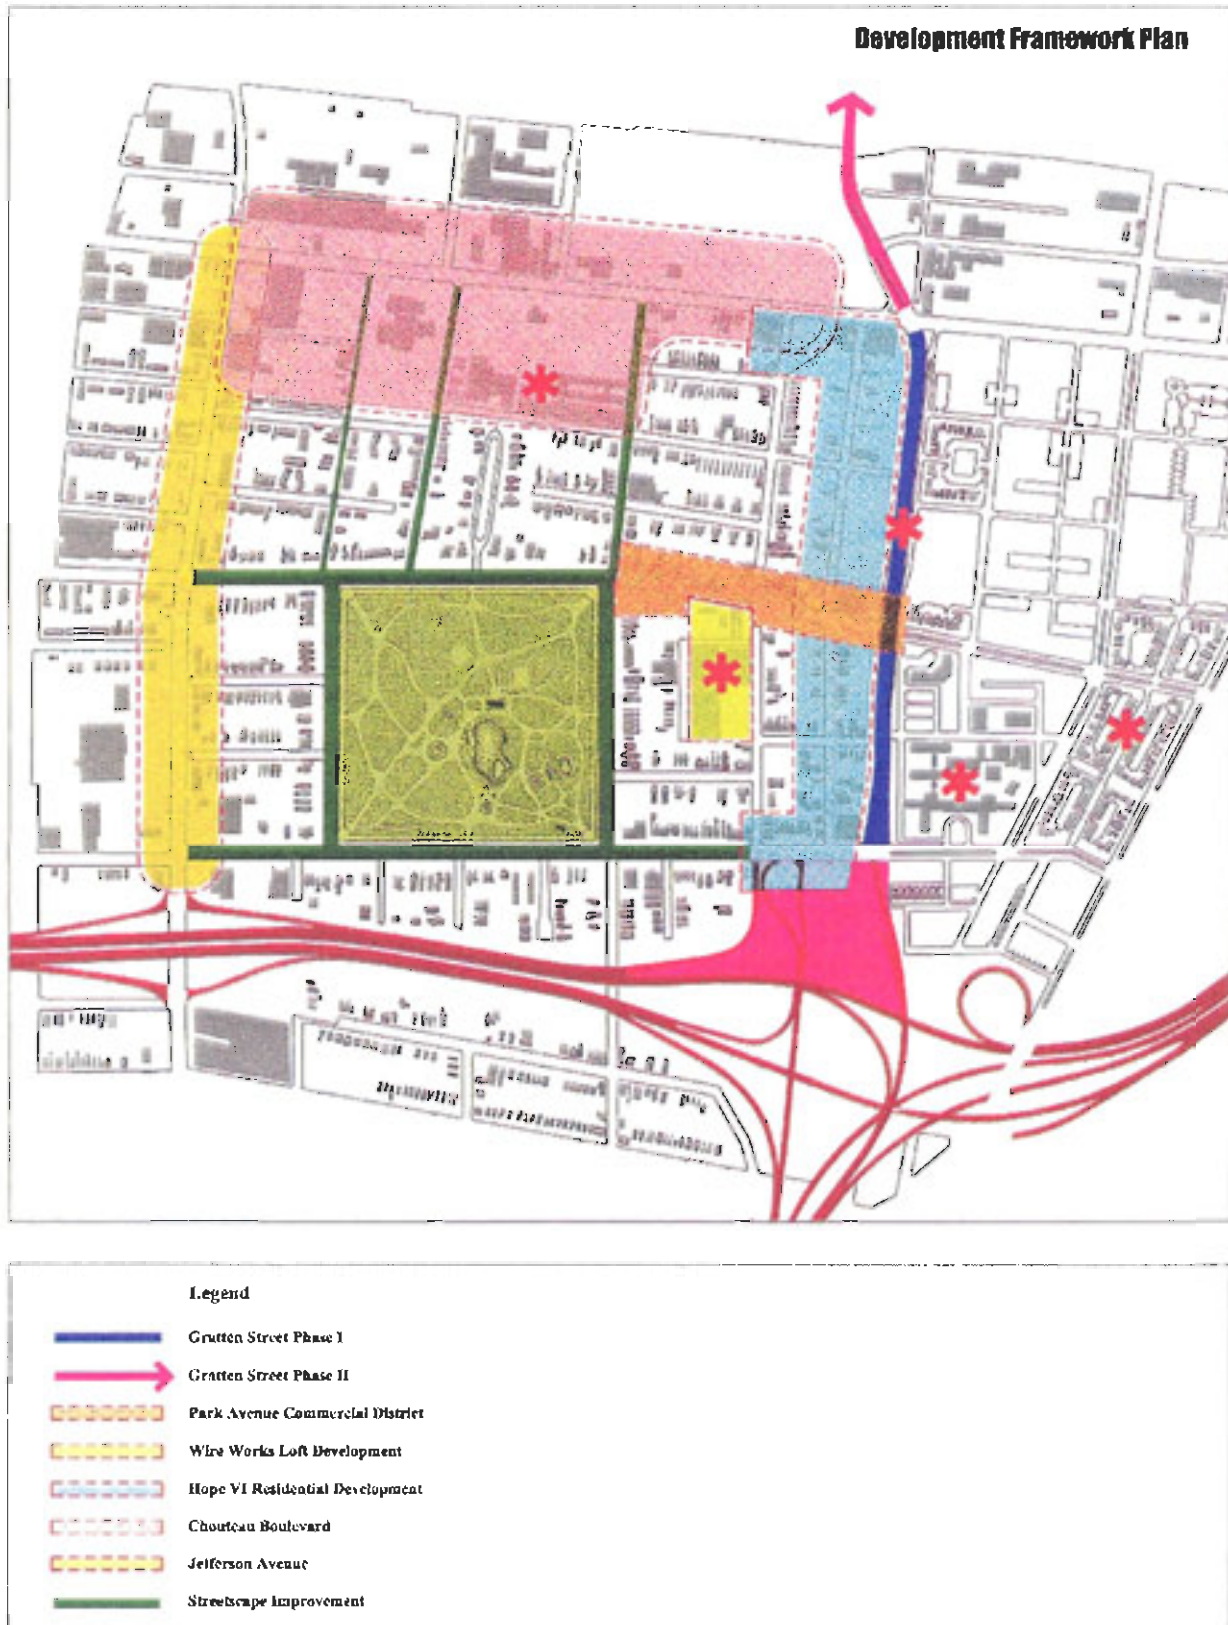 Development Framework Plan
Legend
Gratten Street Phase I
Gratten Street Phase II
Park Avenue Commercial District
Wire Works Loft Development
Hope VI Residential Development
Chouteau Boulevard
Jefferson Avenue
Streetscape Improvement